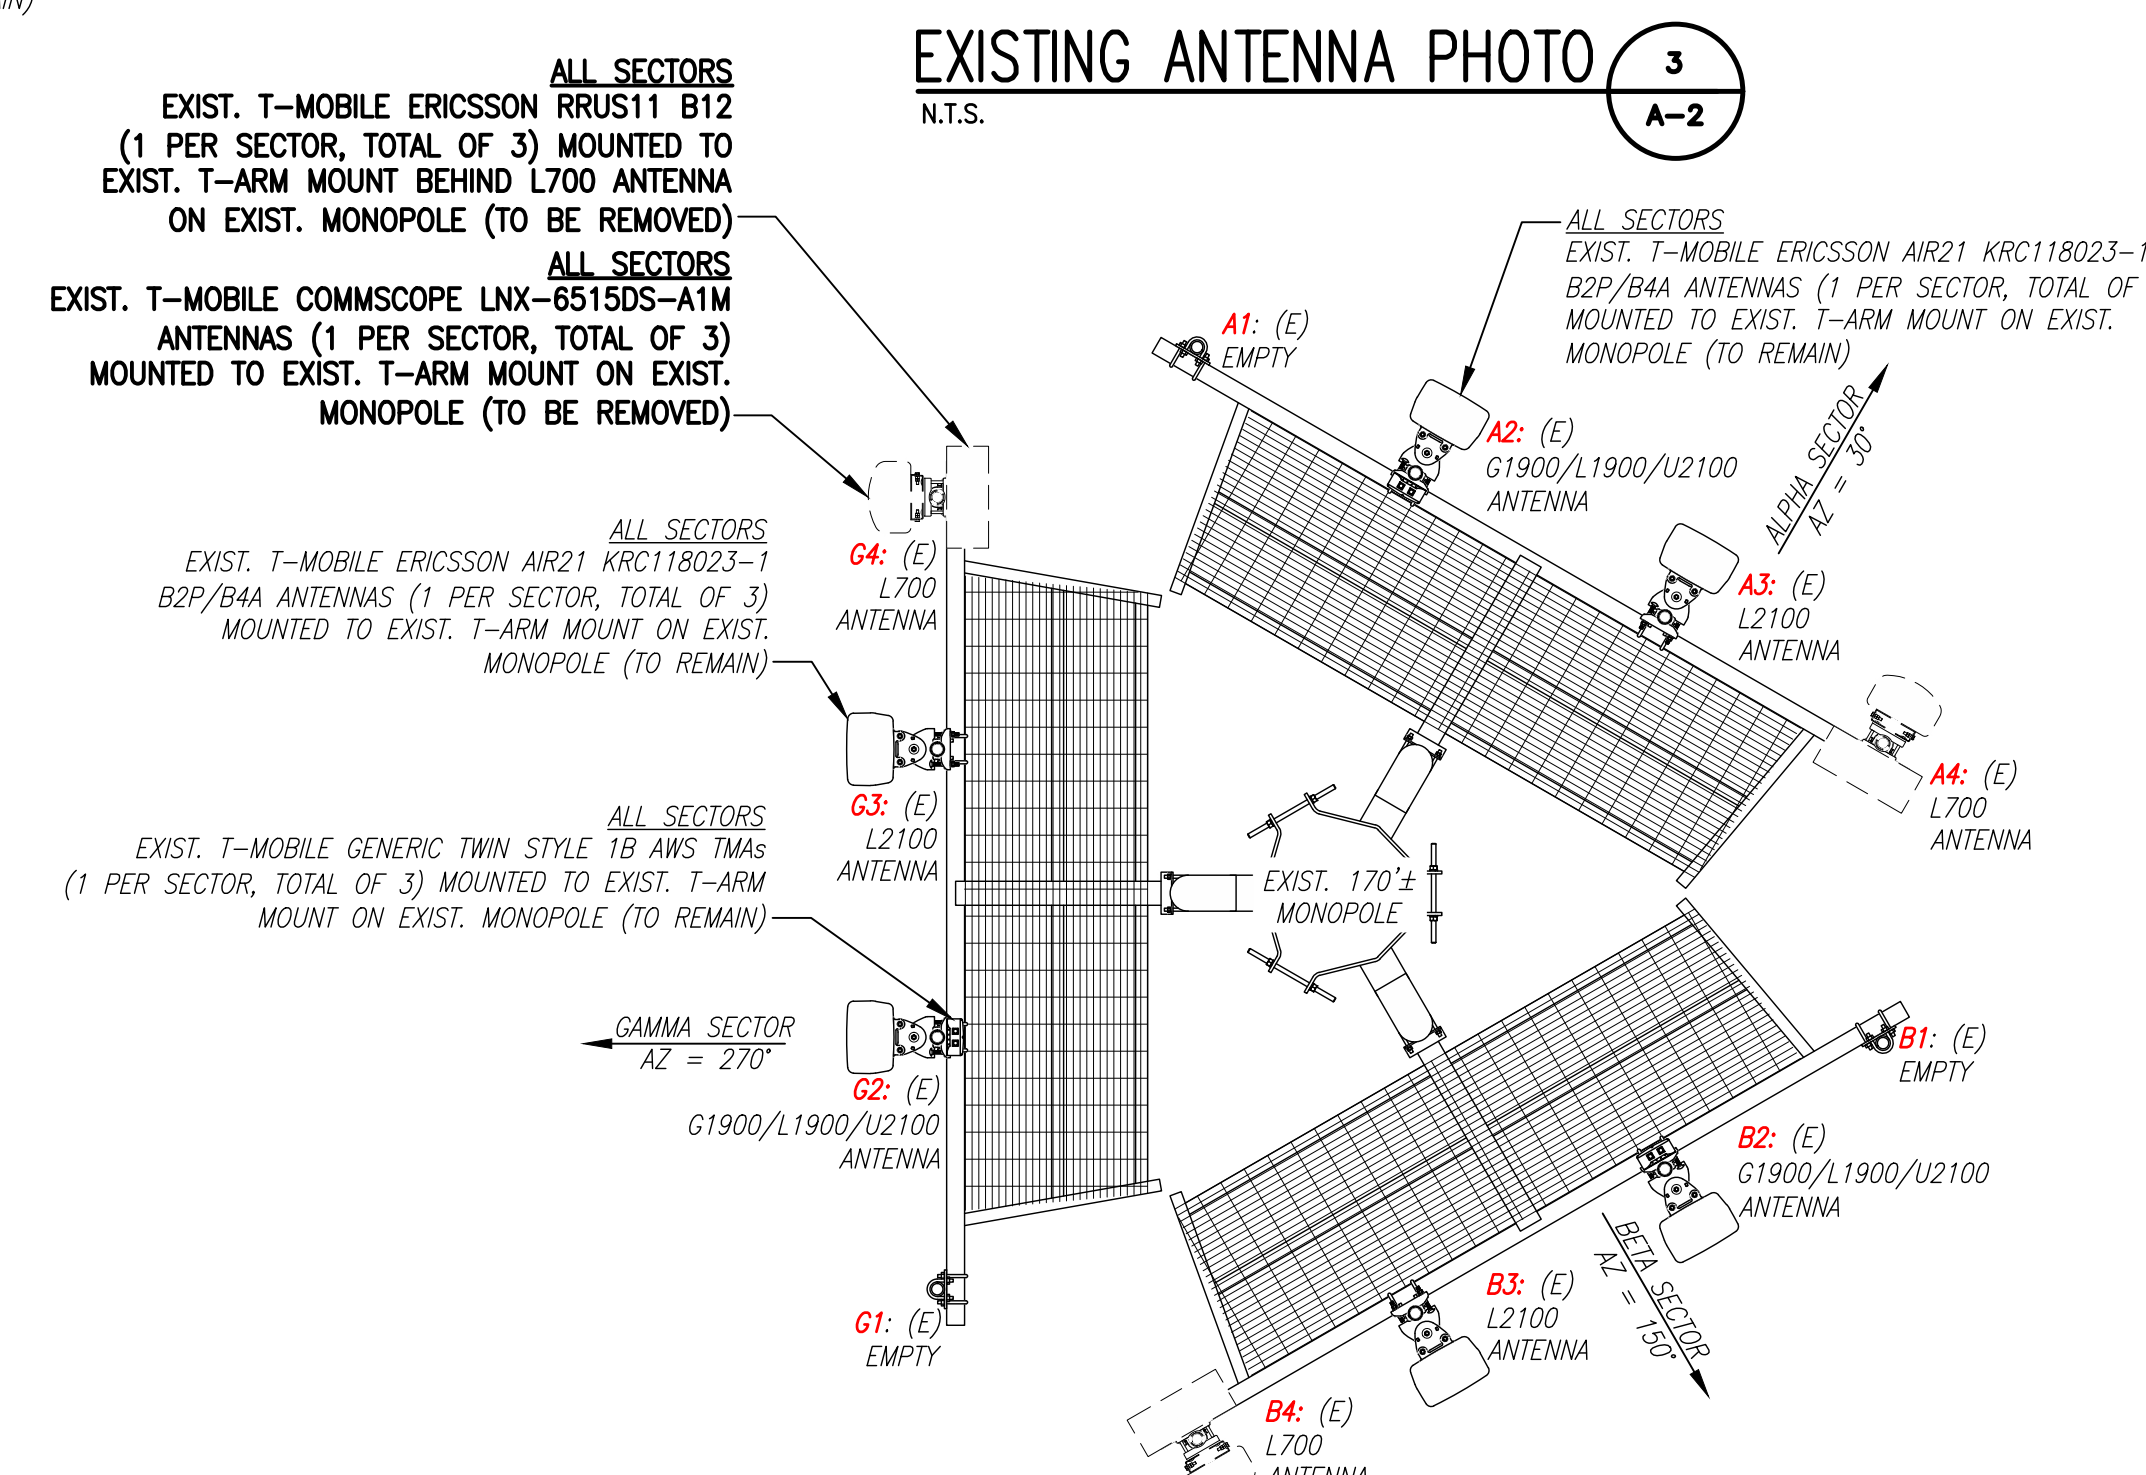 EXISTING ANTENNA PHOTO
N.T.S.
3
A-2
ALL SECTORS
EXIST. T-MOBILE ERICSSON RRUS11 B12
(1 PER SECTOR, TOTAL OF 3) MOUNTED TO
EXIST. T-ARM MOUNT BEHIND L700 ANTENNA
ON EXIST. MONOPOLE (TO BE REMOVED)
ALL SECTORS
EXIST. T-MOBILE COMMSCOPE LNX-6515DS-A1M
ANTENNAS (1 PER SECTOR, TOTAL OF 3)
MOUNTED TO EXIST. T-ARM MOUNT ON EXIST.
MONOPOLE (TO BE REMOVED)
ALL SECTORS
EXIST. T-MOBILE ERICSSON AIR21 KRC118023-1
B2P/B4A ANTENNAS (1 PER SECTOR, TOTAL OF 3)
MOUNTED TO EXIST. T-ARM MOUNT ON EXIST.
MONOPOLE (TO REMAIN)
ALL SECTORS
EXIST. T-MOBILE GENERIC TWIN STYLE 1B AWS TMAs
(1 PER SECTOR, TOTAL OF 3) MOUNTED TO EXIST. T-ARM
MOUNT ON EXIST. MONOPOLE (TO REMAIN)
GAMMA SECTOR
AZ = 270°
G4: (E)
L700
ANTENNA
G3: (E)
L2100
ANTENNA
G2: (E)
G1900/L1900/U2100
ANTENNA
G1: (E)
EMPTY
ALL SECTORS
EXIST. T-MOBILE ERICSSON AIR21 KRC118023-1
B2P/B4A ANTENNAS (1 PER SECTOR, TOTAL OF
MOUNTED TO EXIST. T-ARM MOUNT ON EXIST.
MONOPOLE (TO REMAIN)
A1: (E)
EMPTY
A2: (E)
G1900/L1900/U2100
ANTENNA
ALPHA SECTOR
AZ = 30°
A3: (E)
L2100
ANTENNA
A4: (E)
L700
ANTENNA
EXIST. 170'±
MONOPOLE
B1: (E)
EMPTY
B2: (E)
G1900/L1900/U2100
ANTENNA
BETA SECTOR
AZ = 150°
B3: (E)
L2100
ANTENNA
B4: (E)
L700
ANTENNA